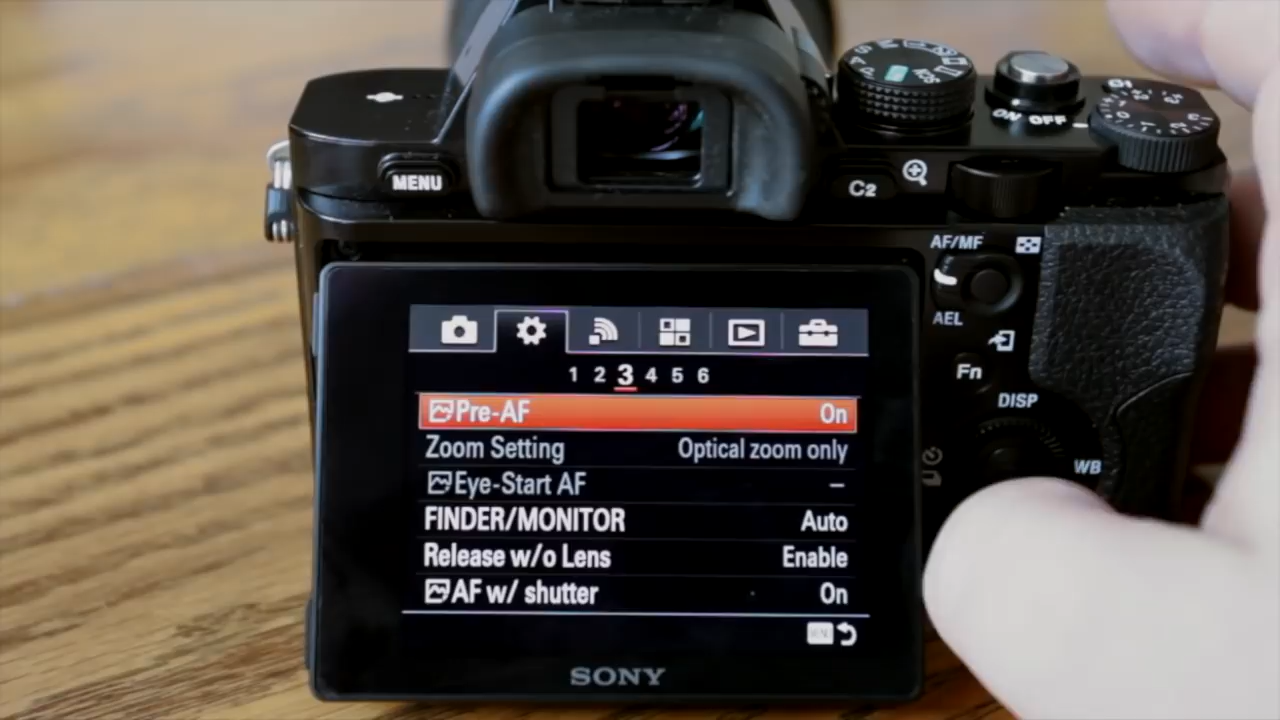 SCN
ON OFF
MENU
C2
AF/MF
AEL
Fn
DISP
WB
1 2 3 4 5 6
Pre-AF On
Zoom Setting Optical zoom only
Eye-Start AF –
FINDER/MONITOR Auto
Release w/o Lens Enable
AF w/ shutter On
SONY